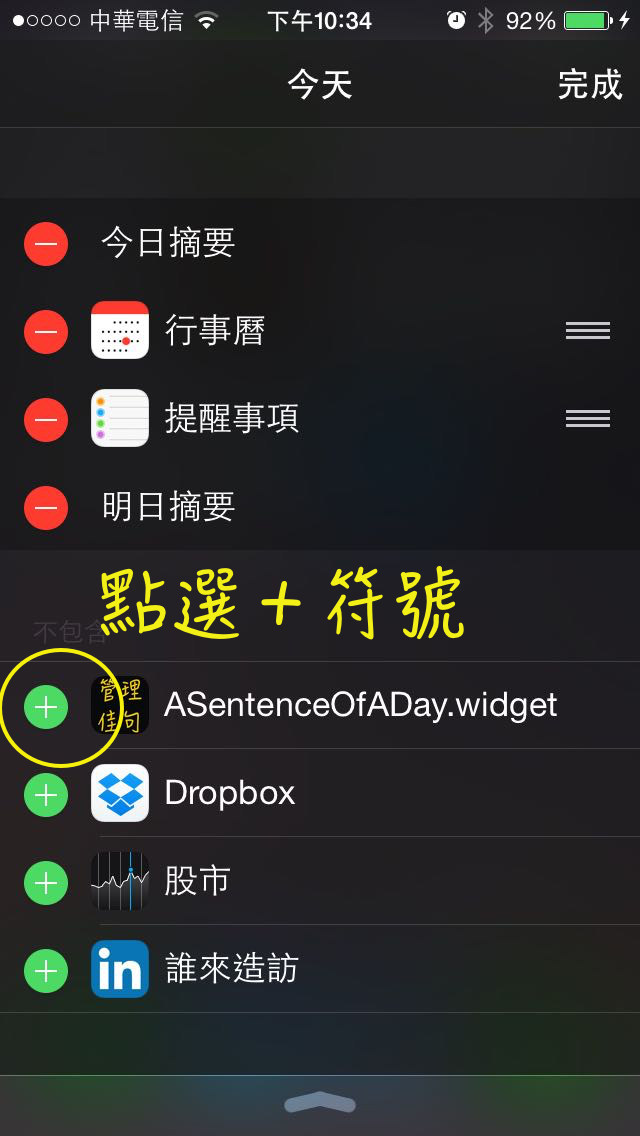 中華電信 下午10:34 92%
今天 完成
今日摘要
行事曆
提醒事項
明日摘要
點選＋符號
不包含
管理佳句 ASentenceOfADay.widget
Dropbox
股市
in 誰來造訪